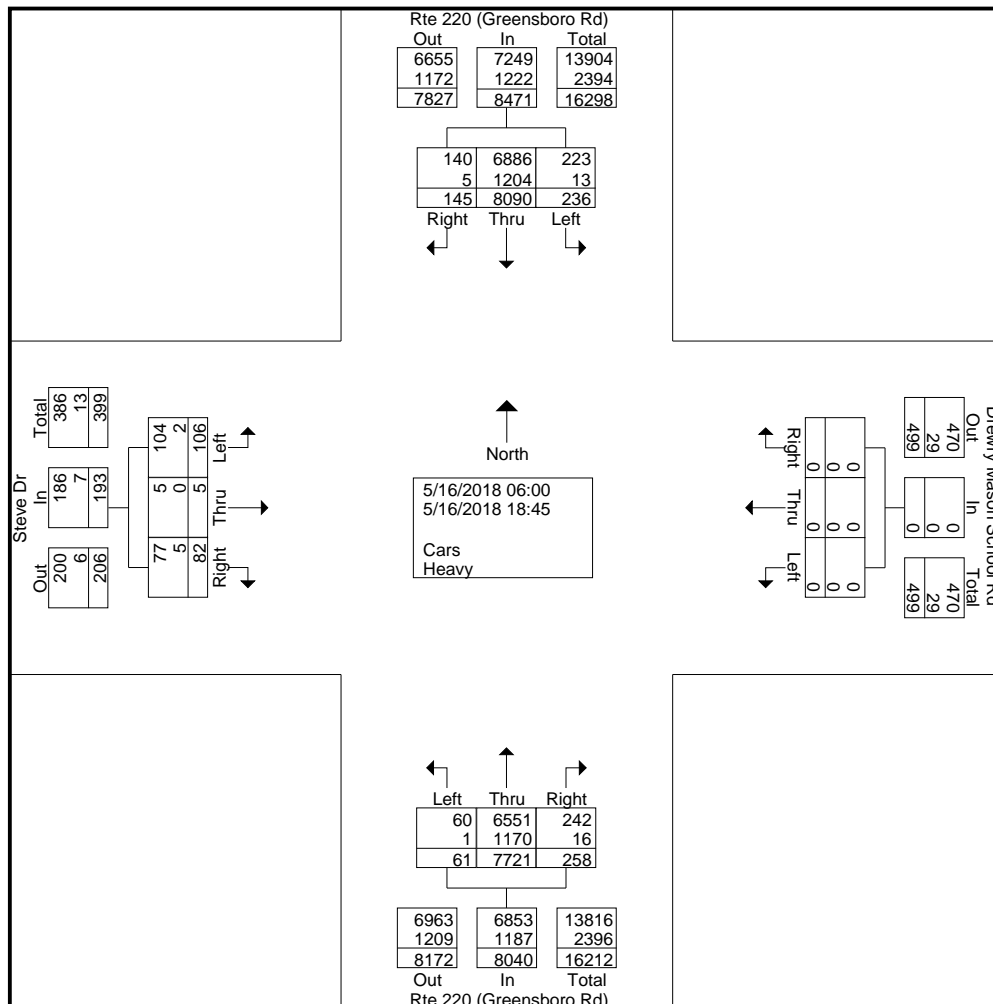 Rte 220 (Greensboro Rd)
Out In Total
6655 7249 13904
1172 1222 2394
7827 8471 16298
140 6886 223
5 1204 13
145 8090 236
Right Thru Left
Steve Dr
Total In Out
386 186 200
13 7 6
399 193 206
104 5 77
2 0 5
106 5 82
Left Thru Right
North
5/16/2018 06:00
5/16/2018 18:45
Cars
Heavy
Right Thru Left
0 0 0
0 0 0
0 0 0
Mason School Rd
Out In Total
470 0 470
29 0 29
499 0 499
Left Thru Right
60 6551 242
1 1170 16
61 7721 258
6963 6853 13816
1209 1187 2396
8172 8040 16212
Out In Total
Rte 220 (Greensboro Rd)